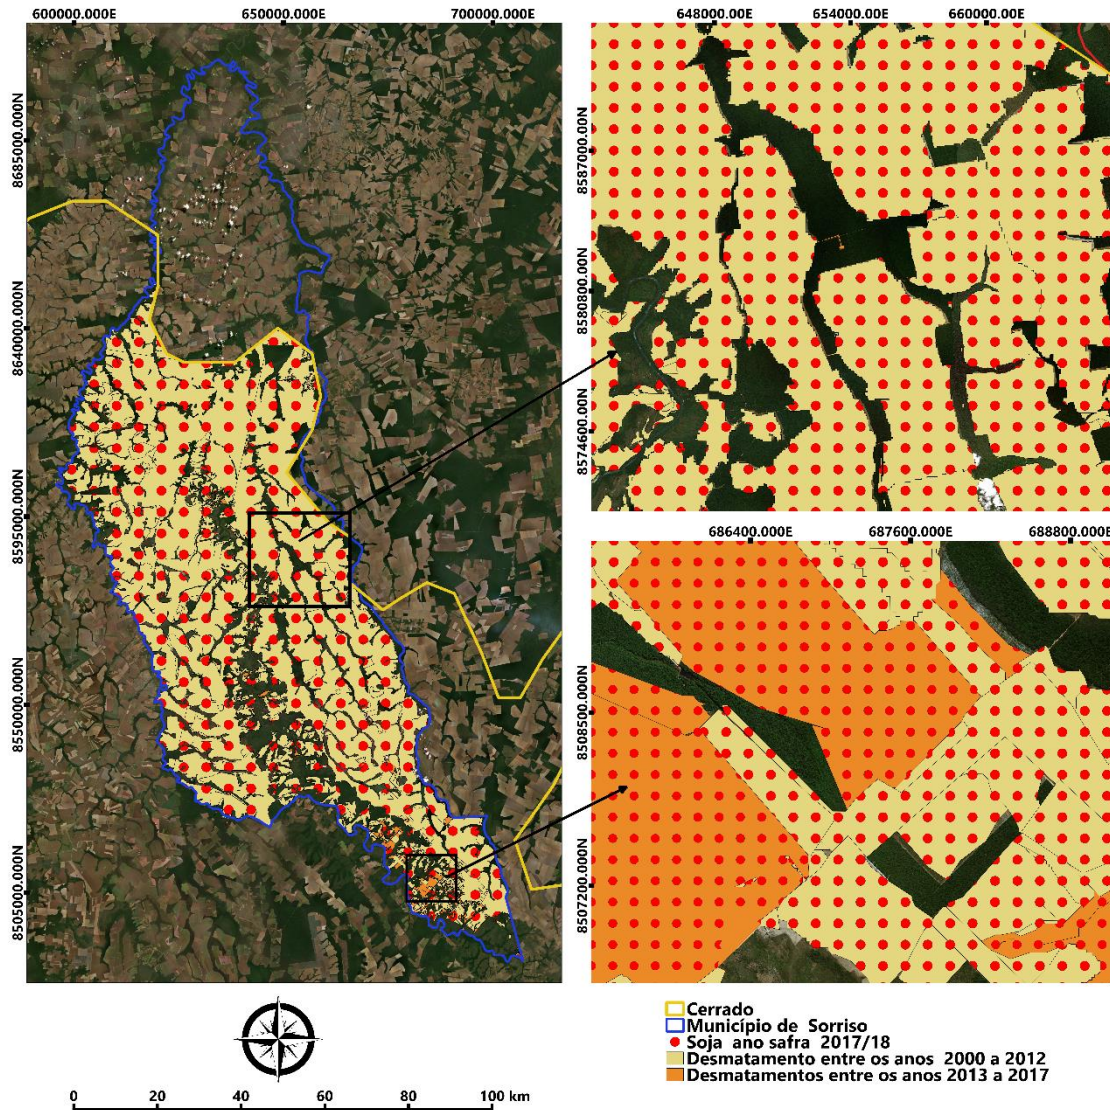 600000.000E 650000.000E 700000.000E
648000.000E 654000.000E 660000.000E
8685000.000N
8640000.000N
8595000.000N
8550000.000N
8505000.000N
8587000.00N
8580800.00N
8574600.00N
686400.000E 687600.000E 688800.000E
8508500.000N
8507200.000N
Cerrado
Município de Sorriso
Soja ano safra 2017/18
Desmatamento entre os anos 2000 a 2012
Desmatamentos entre os anos 2013 a 2017
0 20 40 60 80 100 km